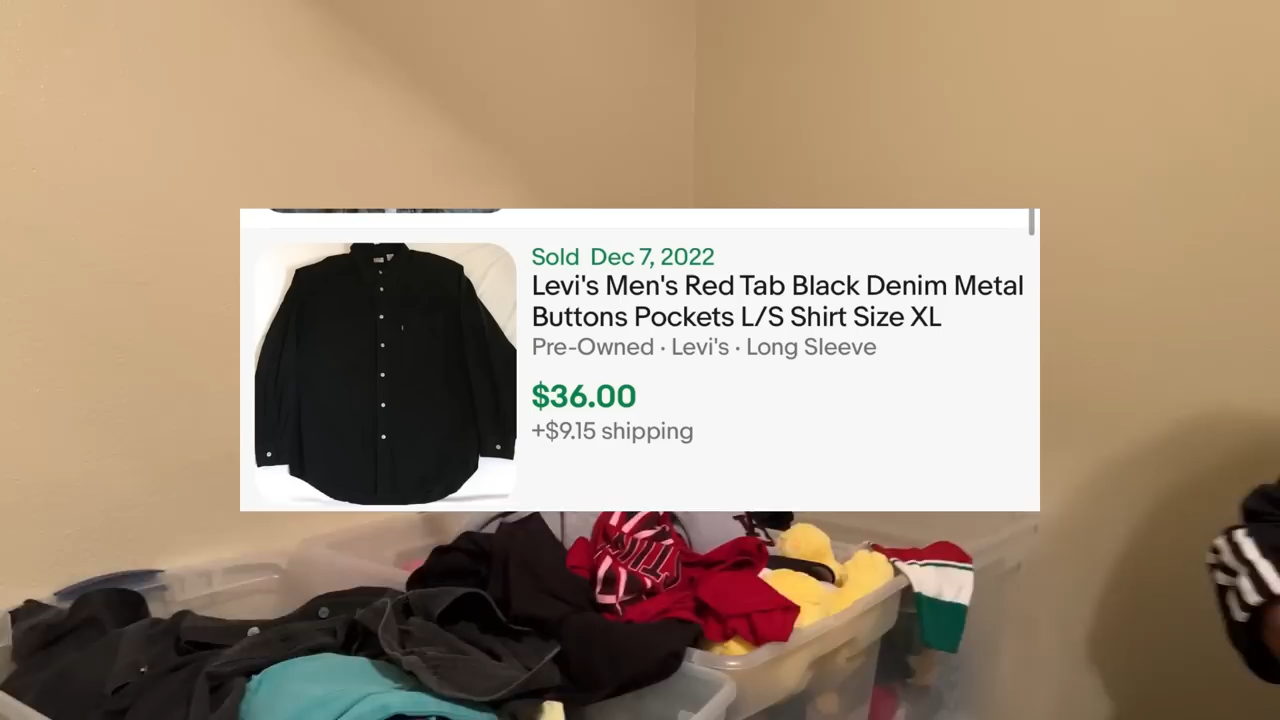 Sold Dec 7, 2022
Levi's Men's Red Tab Black Denim Metal
Buttons Pockets L/S Shirt Size XL
Pre-Owned · Levi's · Long Sleeve
$36.00
+$9.15 shipping